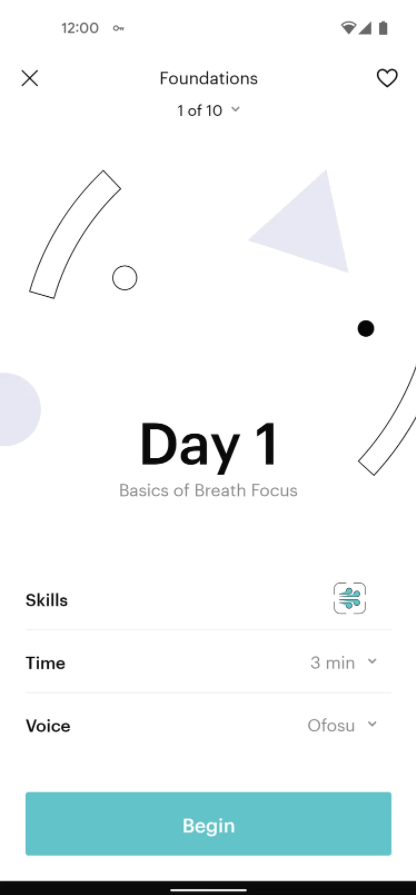 12:00
Foundations
1 of 10
Day 1
Basics of Breath Focus
Skills
Time
3 min
Voice
Ofosu
Begin